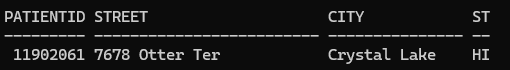 PATIENTID STREET                    CITY            ST
--------- ------------------------- --------------- --
 11902061 7678 Otter Ter            Crystal Lake    HI